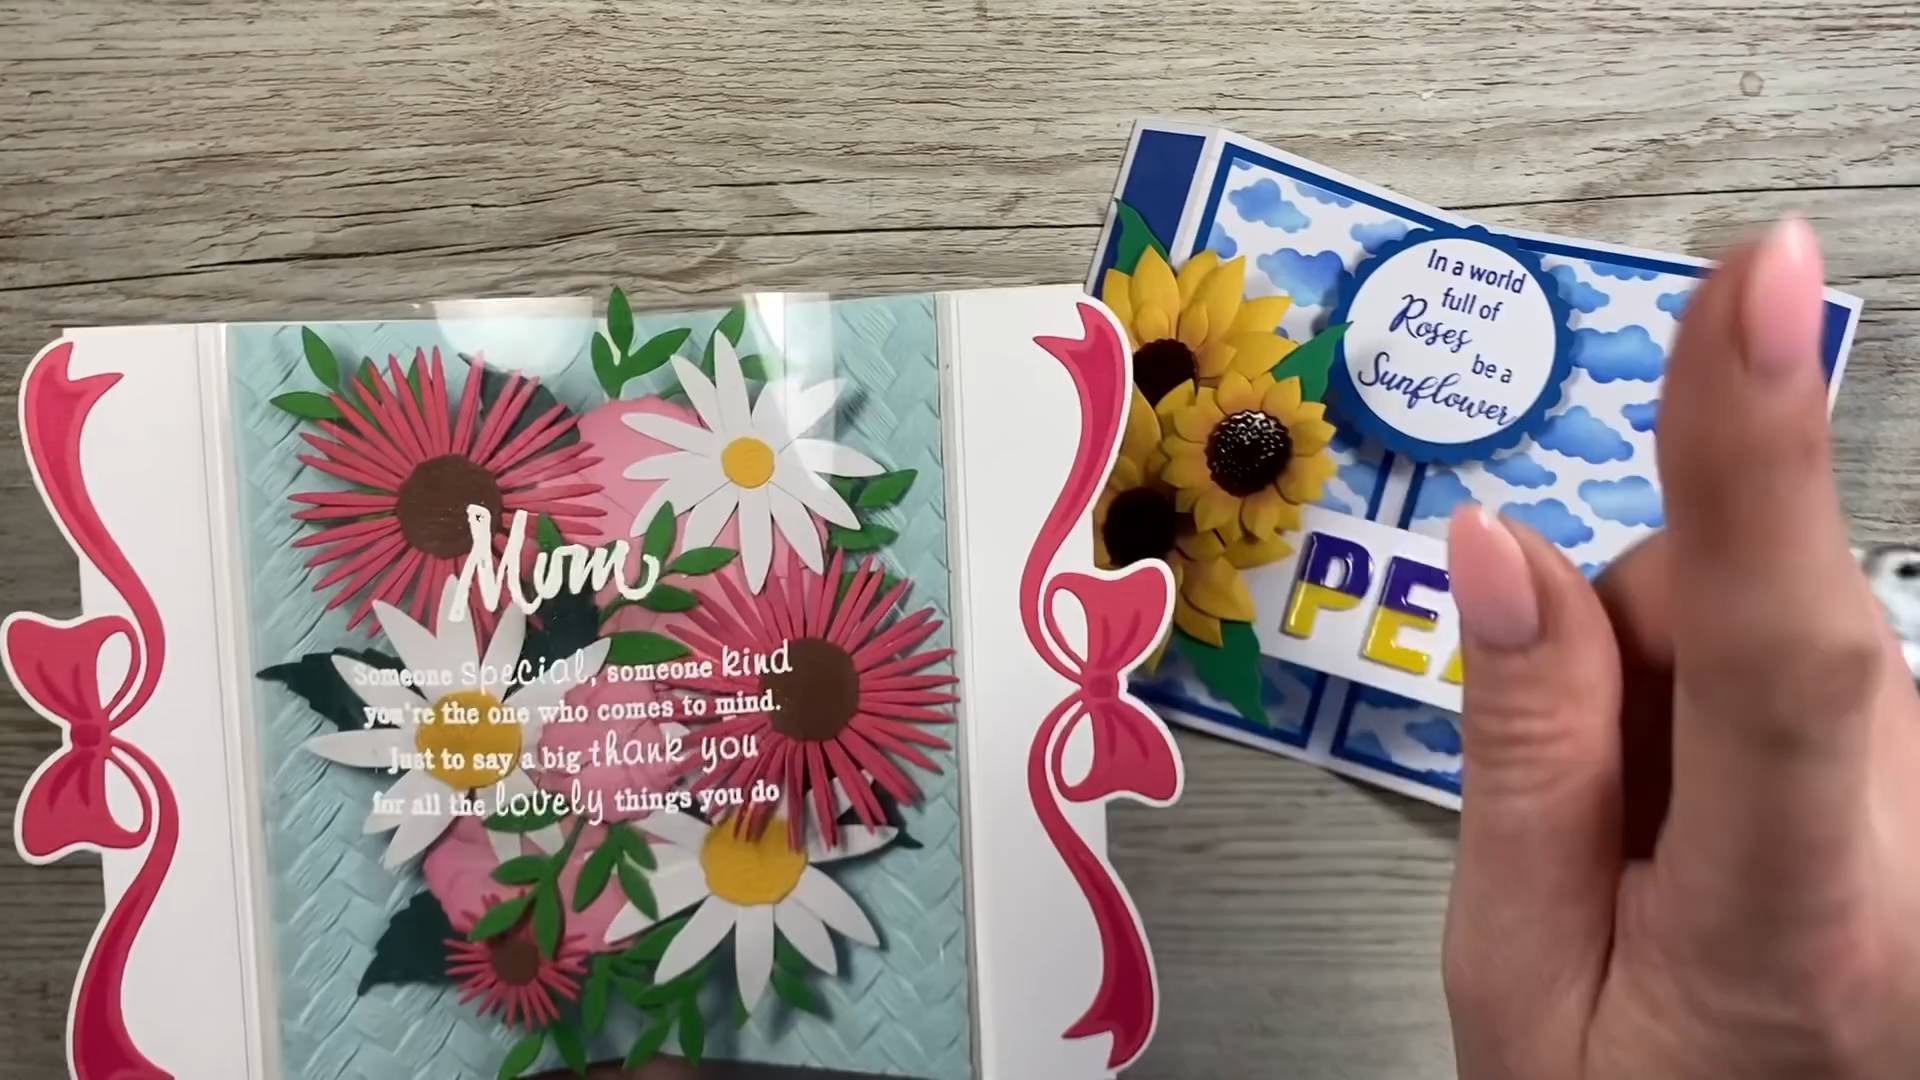 Mom
Someone special, someone kind
you're the one who comes to mind.
Just to say a big thank you
for all the lovely things you do
In a world
full of
Roses
be a
Sunflower